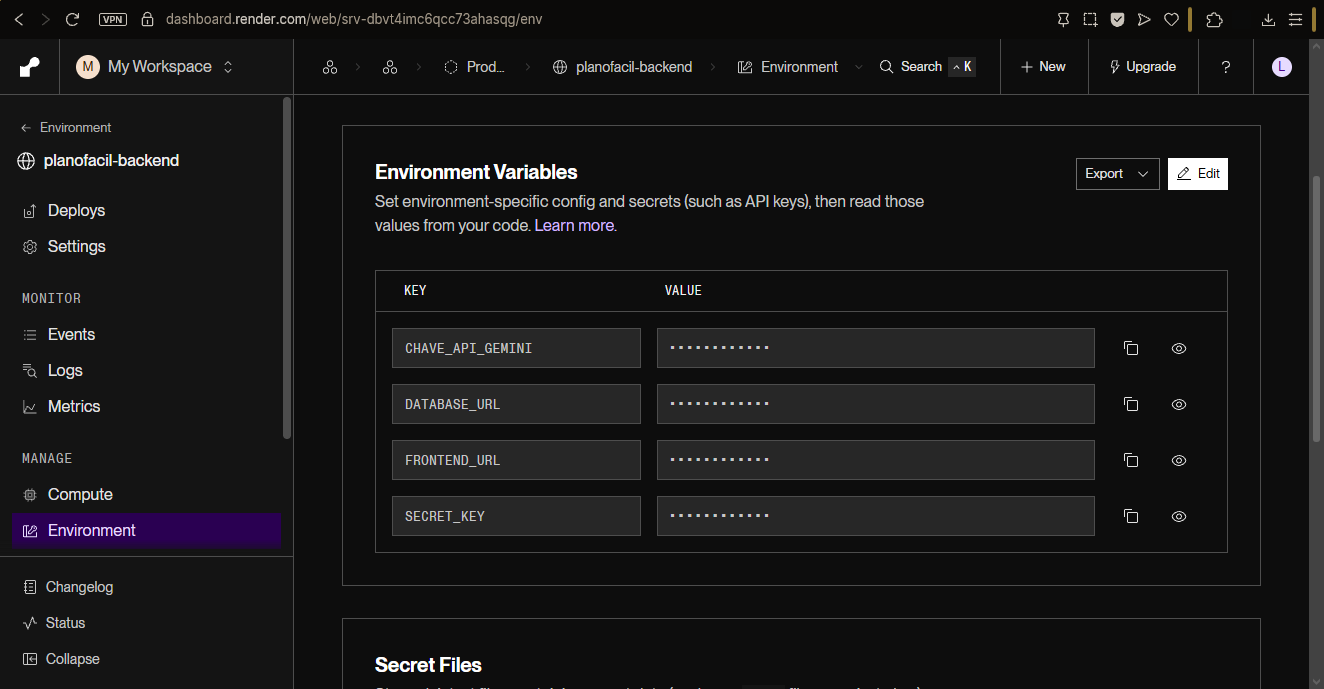 VPN dashboard.render.com/web/srv-dbvt4imc6qcc73ahasqg/env
M My Workspace Prod... planofacil-backend Environment Search K New Upgrade ? L
Environment
planofacil-backend
Deploys
Settings
MONITOR
Events
Logs
Metrics
MANAGE
Compute
Environment
Changelog
Status
Collapse
Environment Variables
Export Edit
Set environment-specific config and secrets (such as API keys), then read those
values from your code. Learn more.
KEY VALUE
CHAVE_API_GEMINI ············
DATABASE_URL ············
FRONTEND_URL ············
SECRET_KEY ············
Secret Files